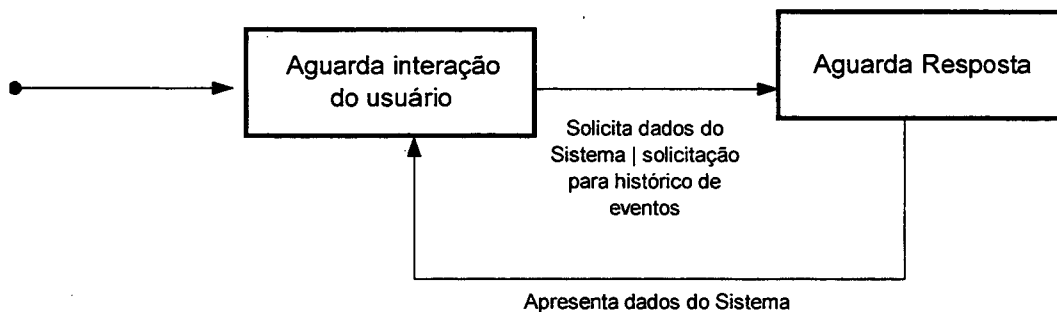 Aguarda interação
do usuário
Aguarda Resposta
Solicita dados do
Sistema | solicitação
para histórico de
eventos
Apresenta dados do Sistema